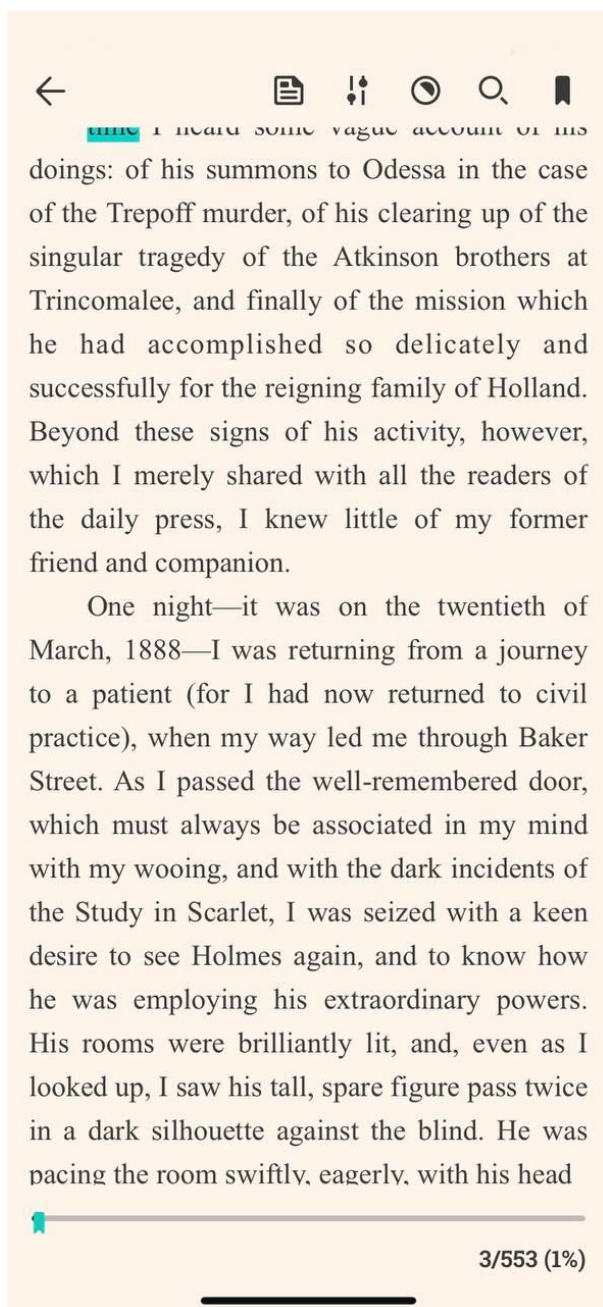 time I heard some vague account of his
doings: of his summons to Odessa in the case
of the Trepoff murder, of his clearing up of the
singular tragedy of the Atkinson brothers at
Trincomalee, and finally of the mission which
he had accomplished so delicately and
successfully for the reigning family of Holland.
Beyond these signs of his activity, however,
which I merely shared with all the readers of
the daily press, I knew little of my former
friend and companion.
One night—it was on the twentieth of
March, 1888—I was returning from a journey
to a patient (for I had now returned to civil
practice), when my way led me through Baker
Street. As I passed the well-remembered door,
which must always be associated in my mind
with my wooing, and with the dark incidents of
the Study in Scarlet, I was seized with a keen
desire to see Holmes again, and to know how
he was employing his extraordinary powers.
His rooms were brilliantly lit, and, even as I
looked up, I saw his tall, spare figure pass twice
in a dark silhouette against the blind. He was
pacing the room swiftly, eagerly, with his head
3/553 (1%)